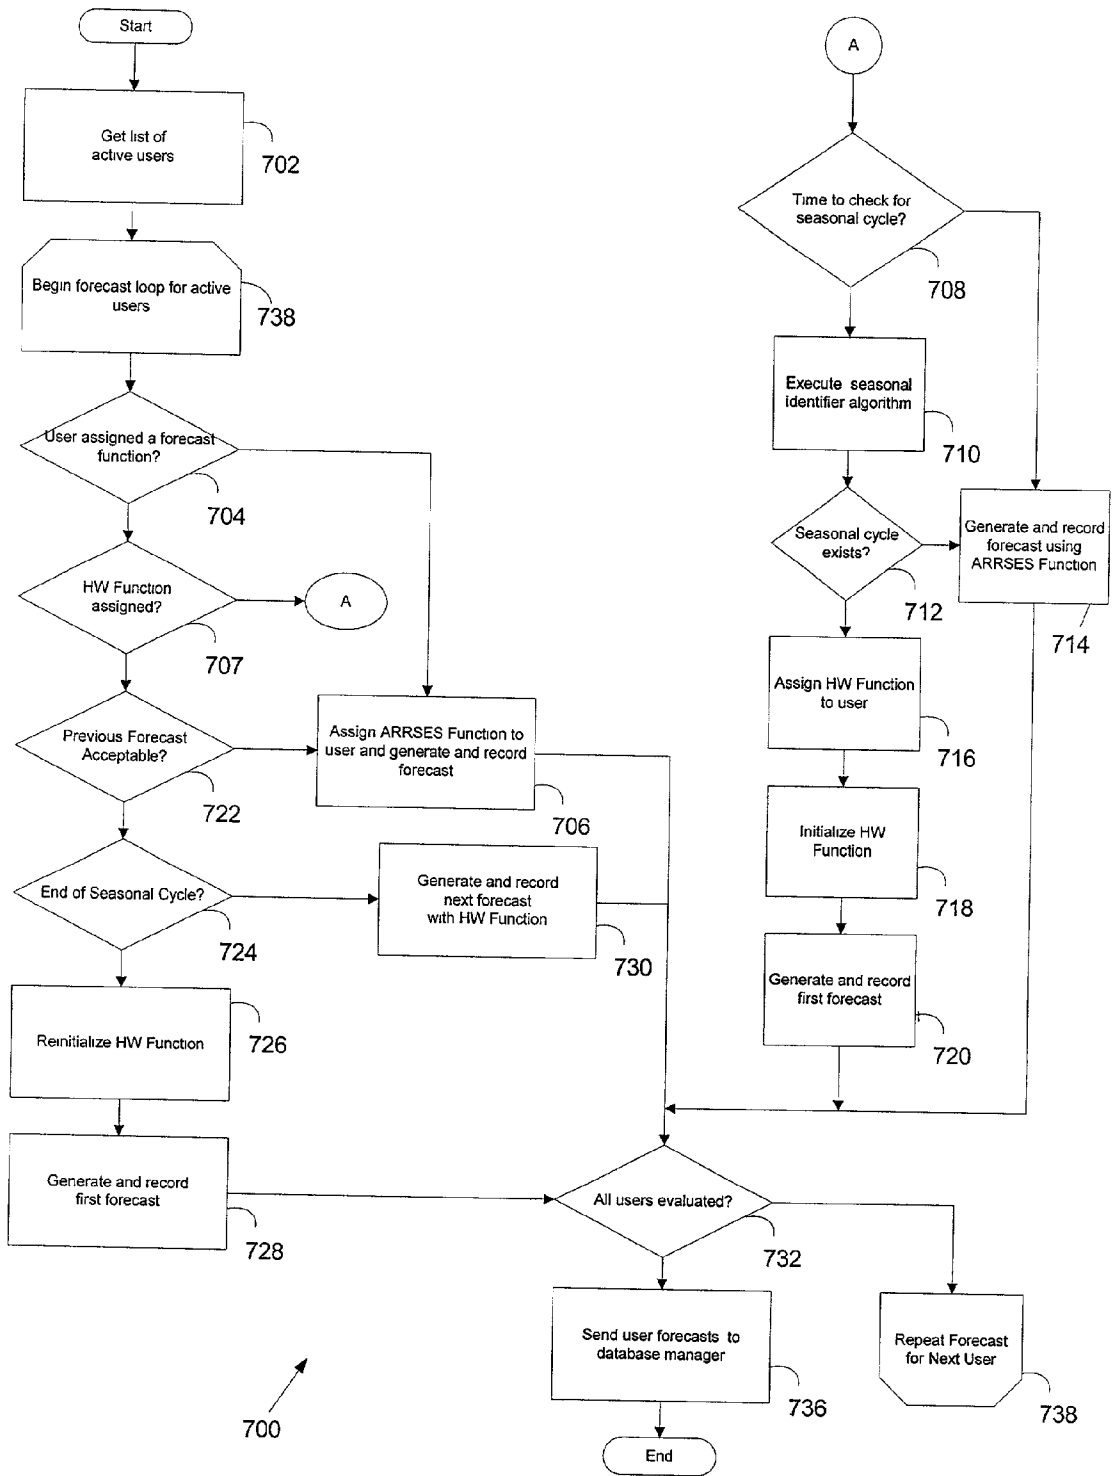 Start
Get list of
active users
702
Begin forecast loop for active
users
738
User assigned a forecast
function?
704
HW Function
assigned?
707
A
Previous Forecast
Acceptable?
722
Assign ARRSES Function to
user and generate and record
forecast
706
End of Seasonal Cycle?
724
Generate and record
next forecast
with HW Function
730
Reinitialize HW Function
726
Generate and record
first forecast
728
A
Time to check for
seasonal cycle?
708
Execute seasonal
identifier algorithm
710
Seasonal cycle
exists?
712
Generate and record
forecast using
ARRSES Function
714
Assign HW Function
to user
716
Initialize HW
Function
718
Generate and record
first forecast
720
All users evaluated?
732
Send user forecasts to
database manager
736
Repeat Forecast
for Next User
738
End
700